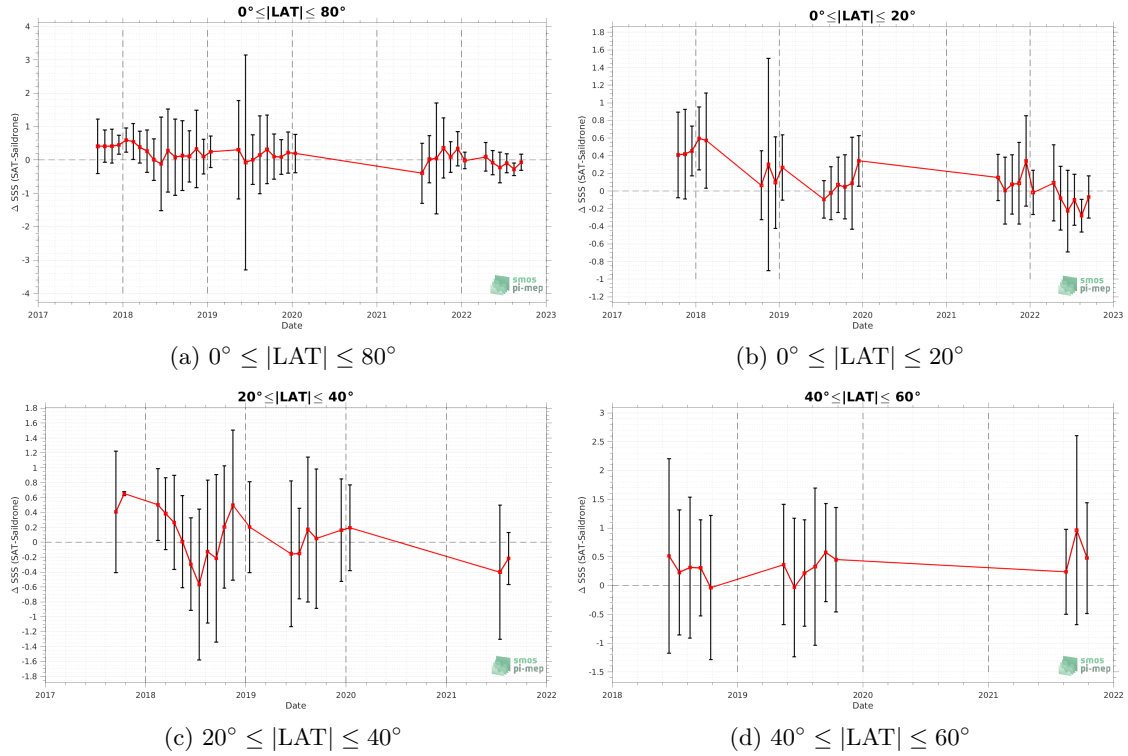 0°≤|LAT|≤ 80°
Δ SSS (SAT-Saildrone)
4
3
2
1
0
-1
-2
-3
-4
2017 2018 2019 2020 2021 2022 2023
Date
smos
pi-mep
(a) 0° ≤ |LAT| ≤ 80°
0°≤|LAT|≤ 20°
Δ SSS (SAT-Saildrone)
1.8
1.6
1.4
1.2
1
0.8
0.6
0.4
0.2
0
-0.2
-0.4
-0.6
-0.8
-1
-1.2
2017 2018 2019 2020 2021 2022 2023
Date
smos
pi-mep
(b) 0° ≤ |LAT| ≤ 20°
20°≤|LAT|≤ 40°
Δ SSS (SAT-Saildrone)
1.8
1.6
1.4
1.2
1
0.8
0.6
0.4
0.2
0
-0.2
-0.4
-0.6
-0.8
-1
-1.2
-1.4
-1.6
-1.8
2017 2018 2019 2020 2021 2022
Date
smos
pi-mep
(c) 20° ≤ |LAT| ≤ 40°
40°≤|LAT|≤ 60°
Δ SSS (SAT-Saildrone)
3
2.5
2
1.5
1
0.5
0
-0.5
-1
-1.5
2018 2019 2020 2021 2022
Date
smos
pi-mep
(d) 40° ≤ |LAT| ≤ 60°